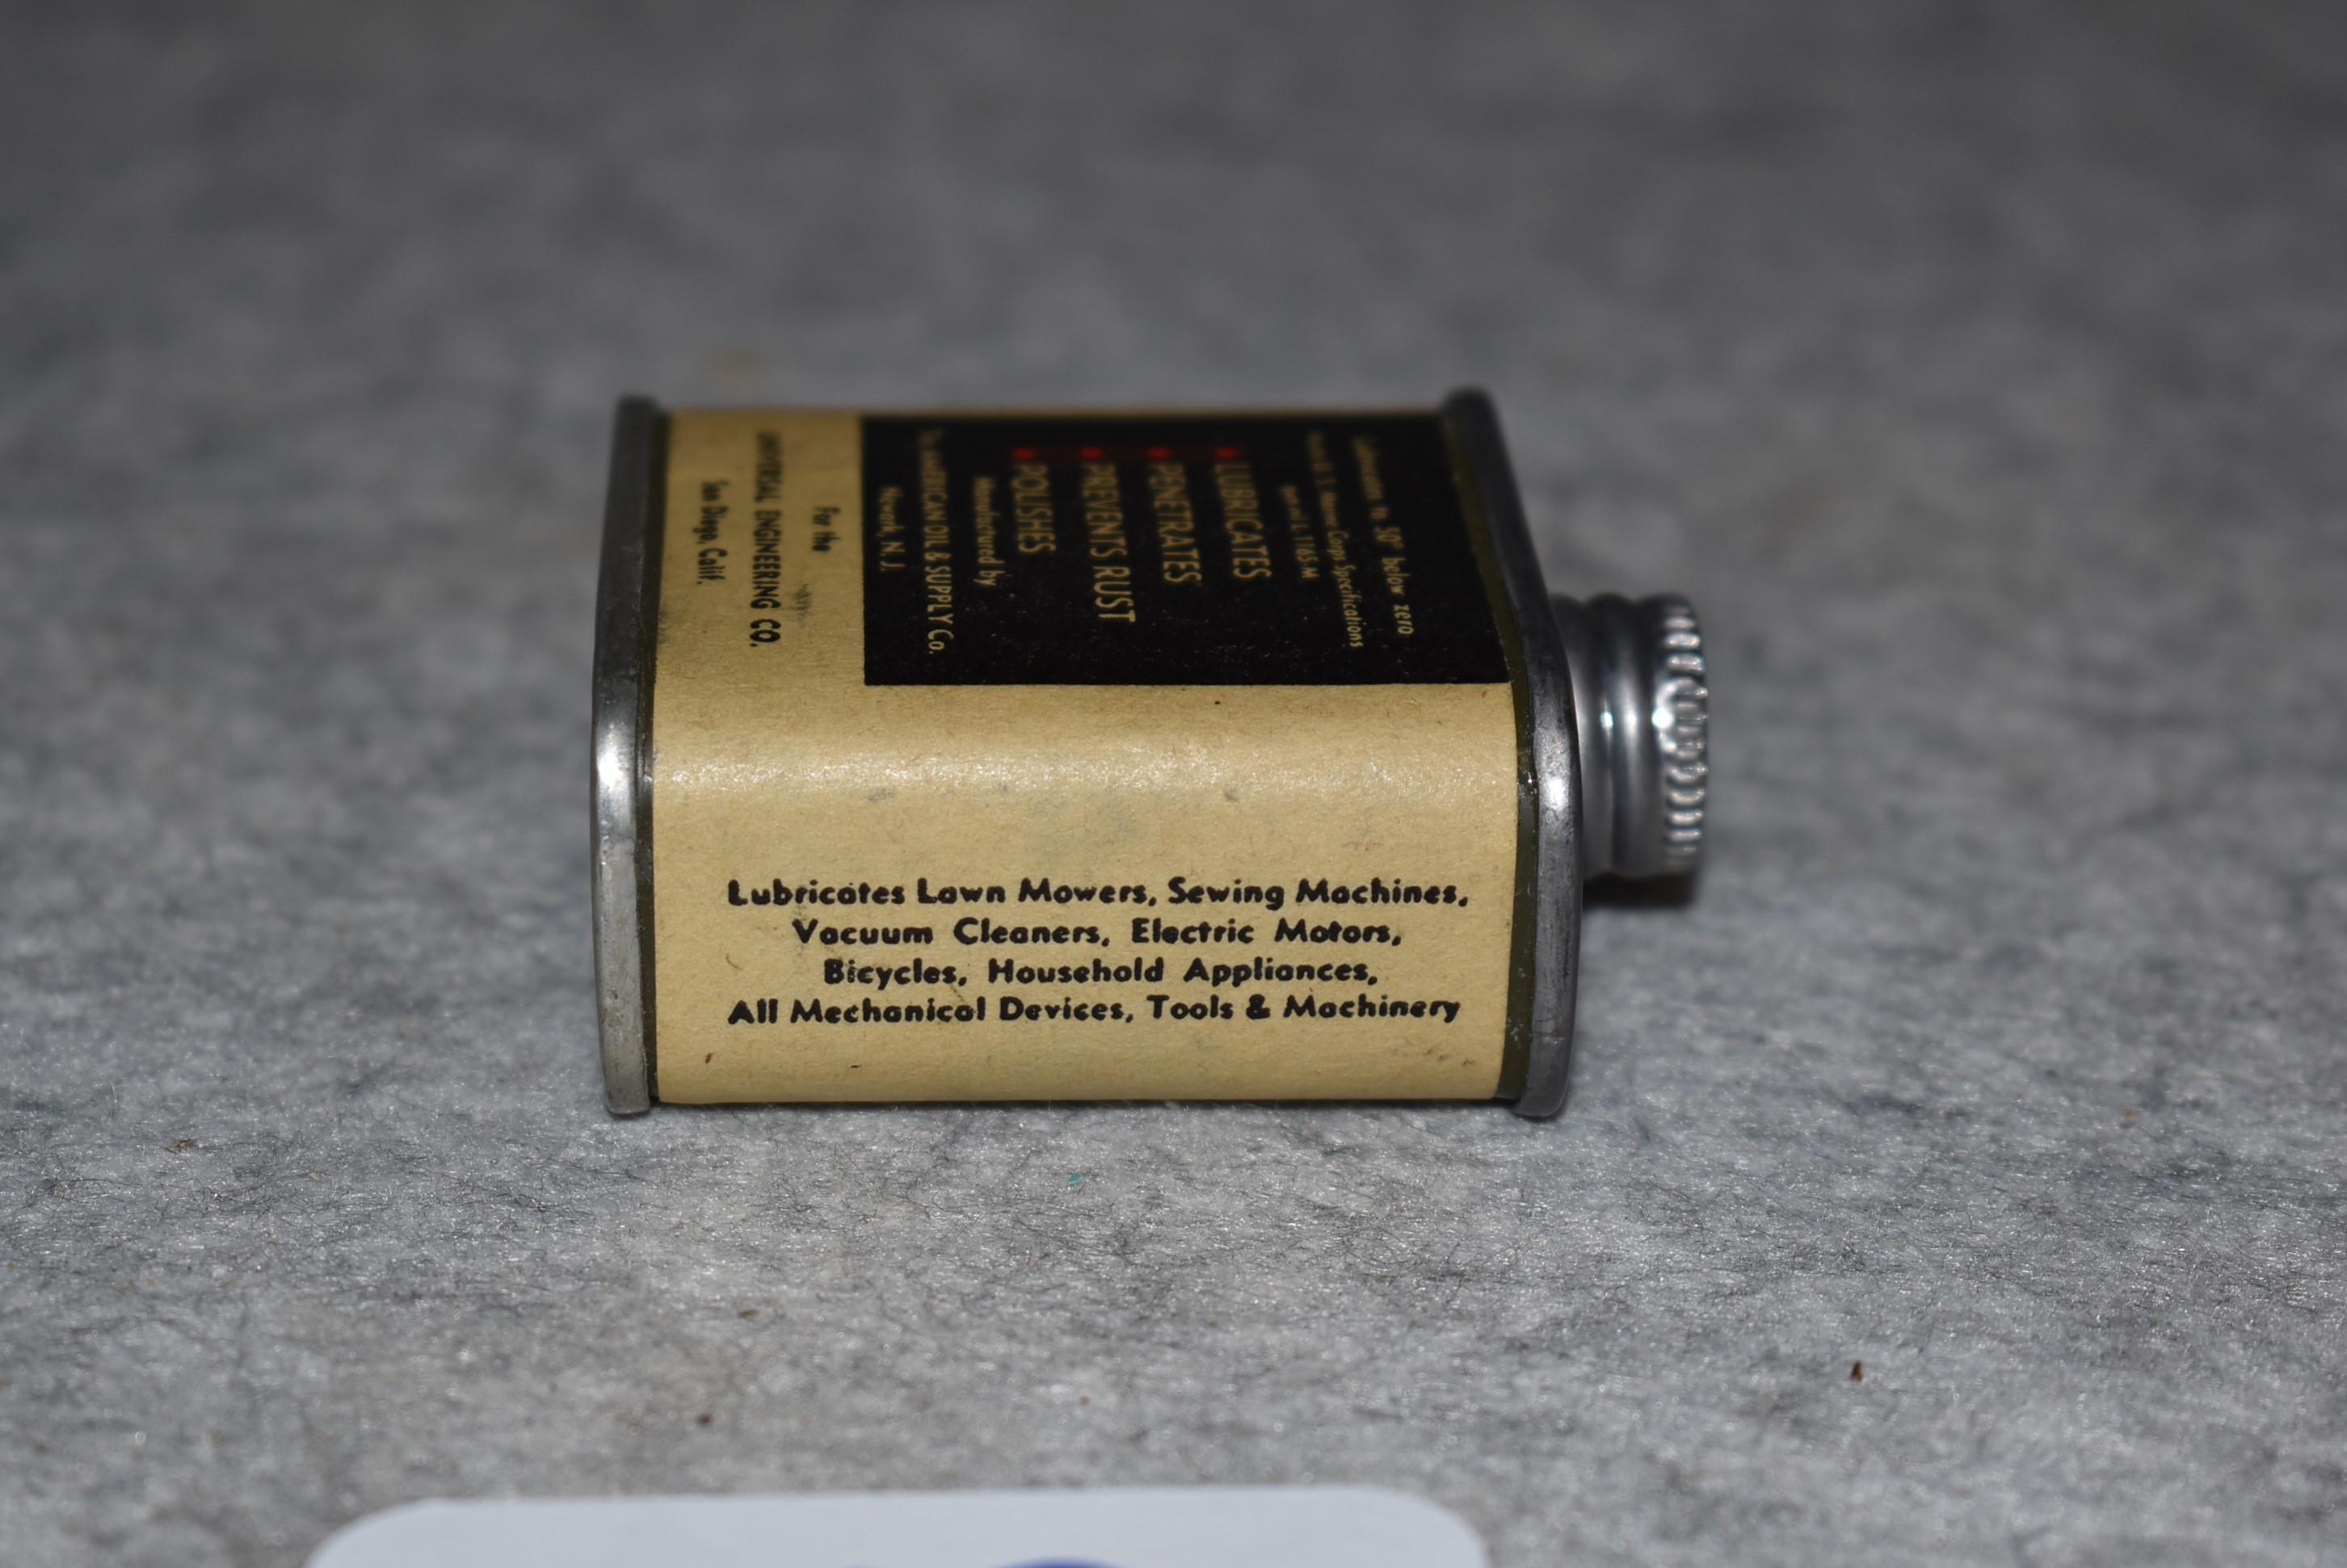 Lubrication to 50° below zero
U. S. Marine Corps Specifications
LUBRICATES
PENETRATES
PREVENTS RUST
POLISHES
Manufactured by
AMERICAN OIL & SUPPLY Co.
Newark, N. J.
For the
UNIVERSAL ENGINEERING CO.
San Diego, Calif.
Lubricates Lawn Mowers, Sewing Machines,
Vacuum Cleaners, Electric Motors,
Bicycles, Household Appliances,
All Mechanical Devices, Tools & Machinery